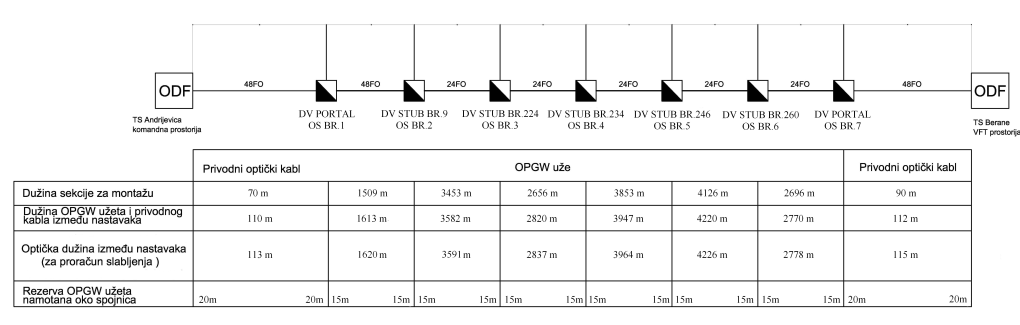 48FO 48FO 24FO 24FO 24FO 24FO 24FO 48FO
ODF ODF
TS Andrijevica
komandna prostorija
DV PORTAL
OS BR.1
DV STUB BR.9
OS BR.2
DV STUB BR.224
OS BR.3
DV STUB BR.234
OS BR.4
DV STUB BR.246
OS BR.5
DV STUB BR.260
OS BR.6
DV PORTAL
OS BR.7
TS Berane
VFT prostorija
Privodni optički kabl OPGW uže Privodni optički kabl
Dužina sekcije za montažu 70 m 1509 m 3453 m 2656 m 3853 m 4126 m 2696 m 90 m
Dužina OPGW užeta i privodnog
kabla između nastavaka 110 m 1613 m 3582 m 2820 m 3947 m 4220 m 2770 m 112 m
Optička dužina između nastavaka
(za proračun slabljenja ) 113 m 1620 m 3591 m 2837 m 3964 m 4226 m 2778 m 115 m
Rezerva OPGW užeta
namotana oko spojnica 20m 20m 15m 15m 15m 15m 15m 15m 15m 15m 15m 15m 15m 15m 20m 20m